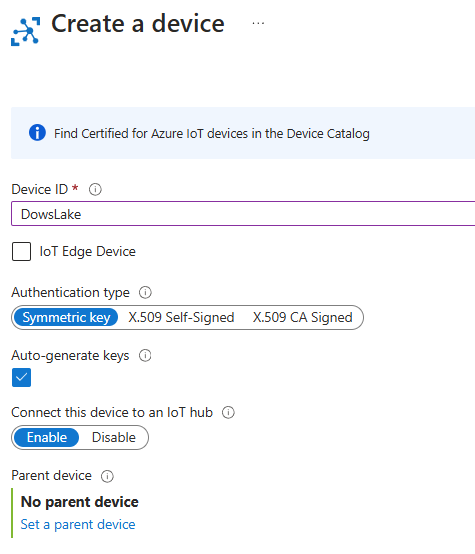 Create a device ...
Find Certified for Azure IoT devices in the Device Catalog
Device ID *
DowsLake
IoT Edge Device
Authentication type
Symmetric key X.509 Self-Signed X.509 CA Signed
Auto-generate keys
Connect this device to an IoT hub
Enable Disable
Parent device
No parent device
Set a parent device